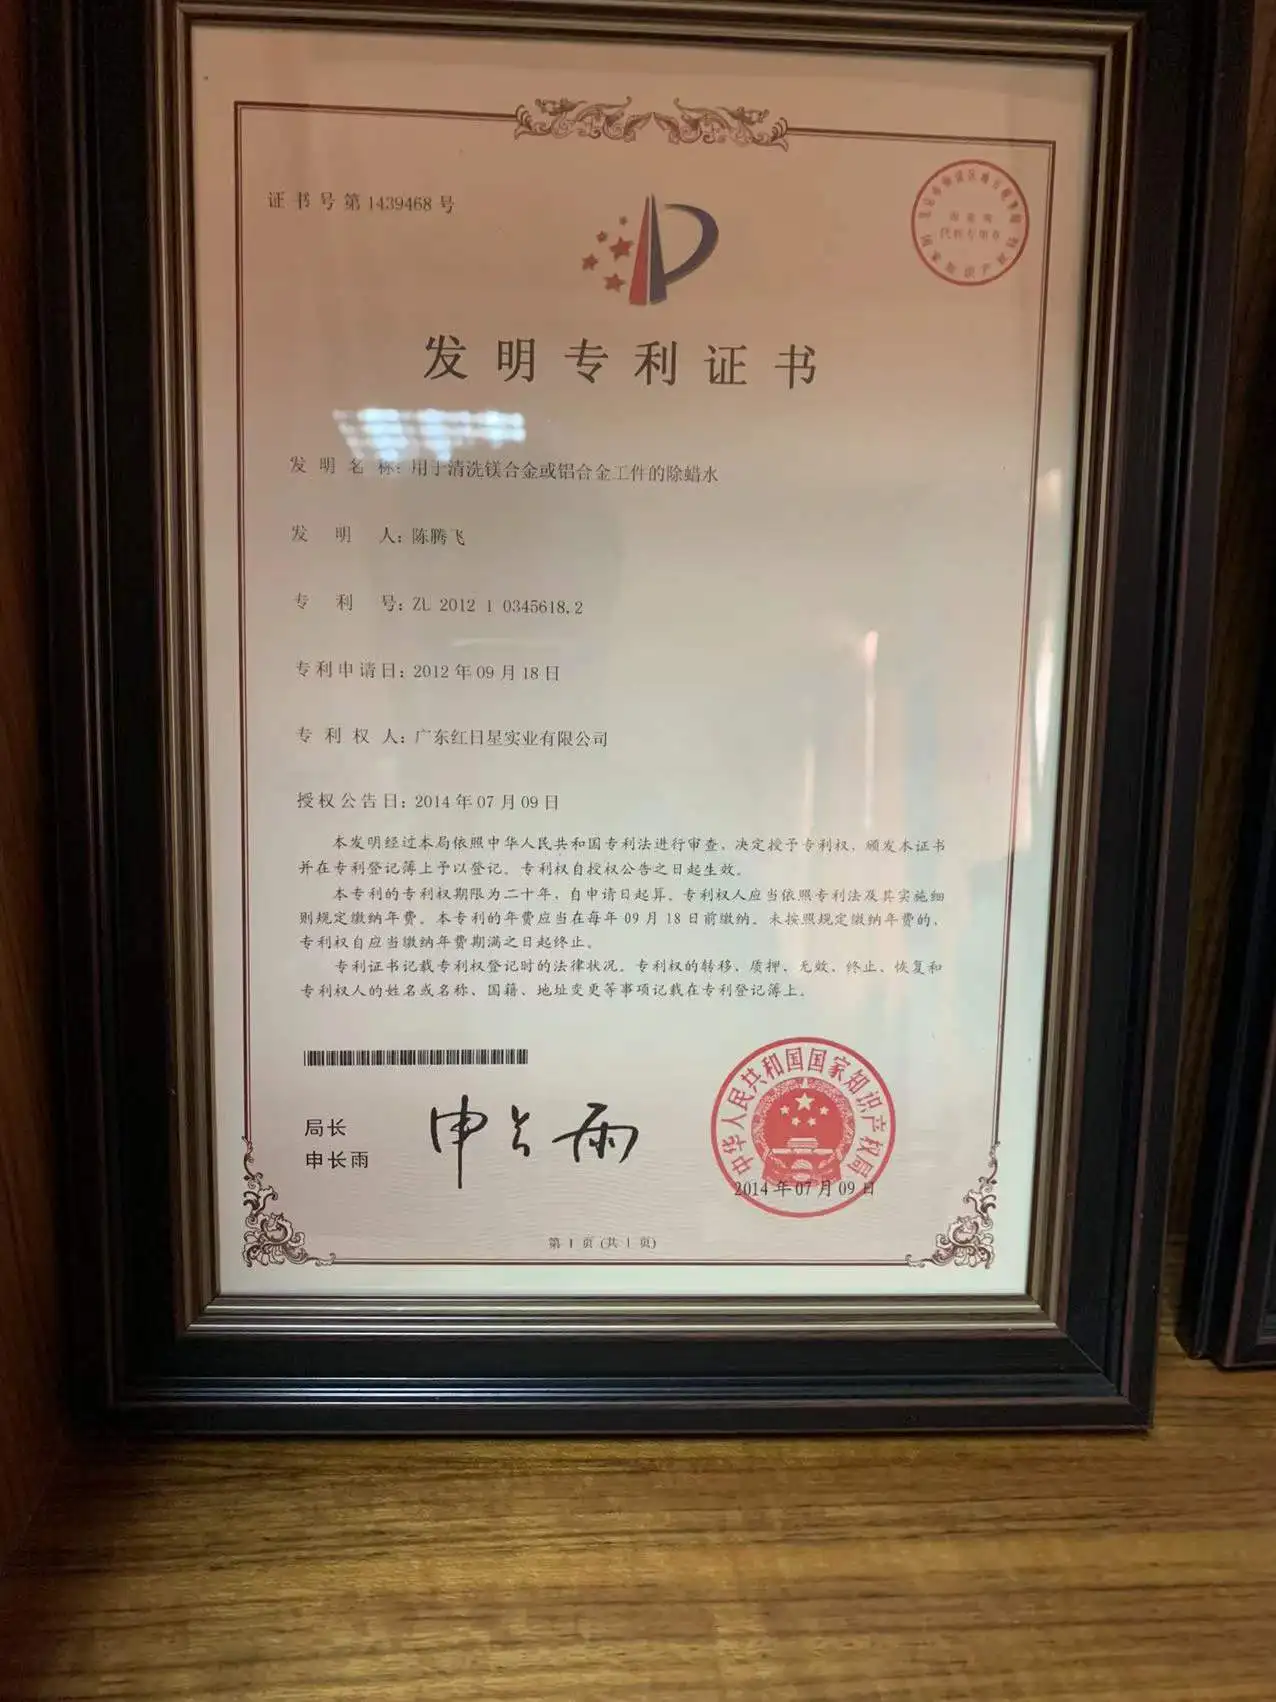 证书号第1439468号
发明专利证书
发明名称：用于清洗镁合金或铝合金工件的除蜡水
发明人：陈腾飞
专利号：ZL 2012 1 0345618.2
专利申请日：2012年09月18日
专利权人：广东红日星实业有限公司
授权公告日：2014年07月09日
本发明经过本局依照中华人民共和国专利法进行审查，决定授予专利权，颁发本证书
并在专利登记簿上予以登记。专利权自授权公告之日起生效。
本专利的专利权期限为二十年，自申请日起算。专利权人应当依照专利法及其实施细
则规定缴纳年费。本专利的年费应当在每年09月18日前缴纳。未按照规定缴纳年费的，
专利权自应当缴纳年费期满之日起终止。
专利证书记载专利权登记时的法律状况。专利权的转移、质押、无效、终止、恢复和
专利权人的姓名或名称、国籍、地址变更等事项记载在专利登记簿上。
局长
申长雨
申长雨
中华人民共和国国家知识产权局
2014年07月09日
第1页(共1页)